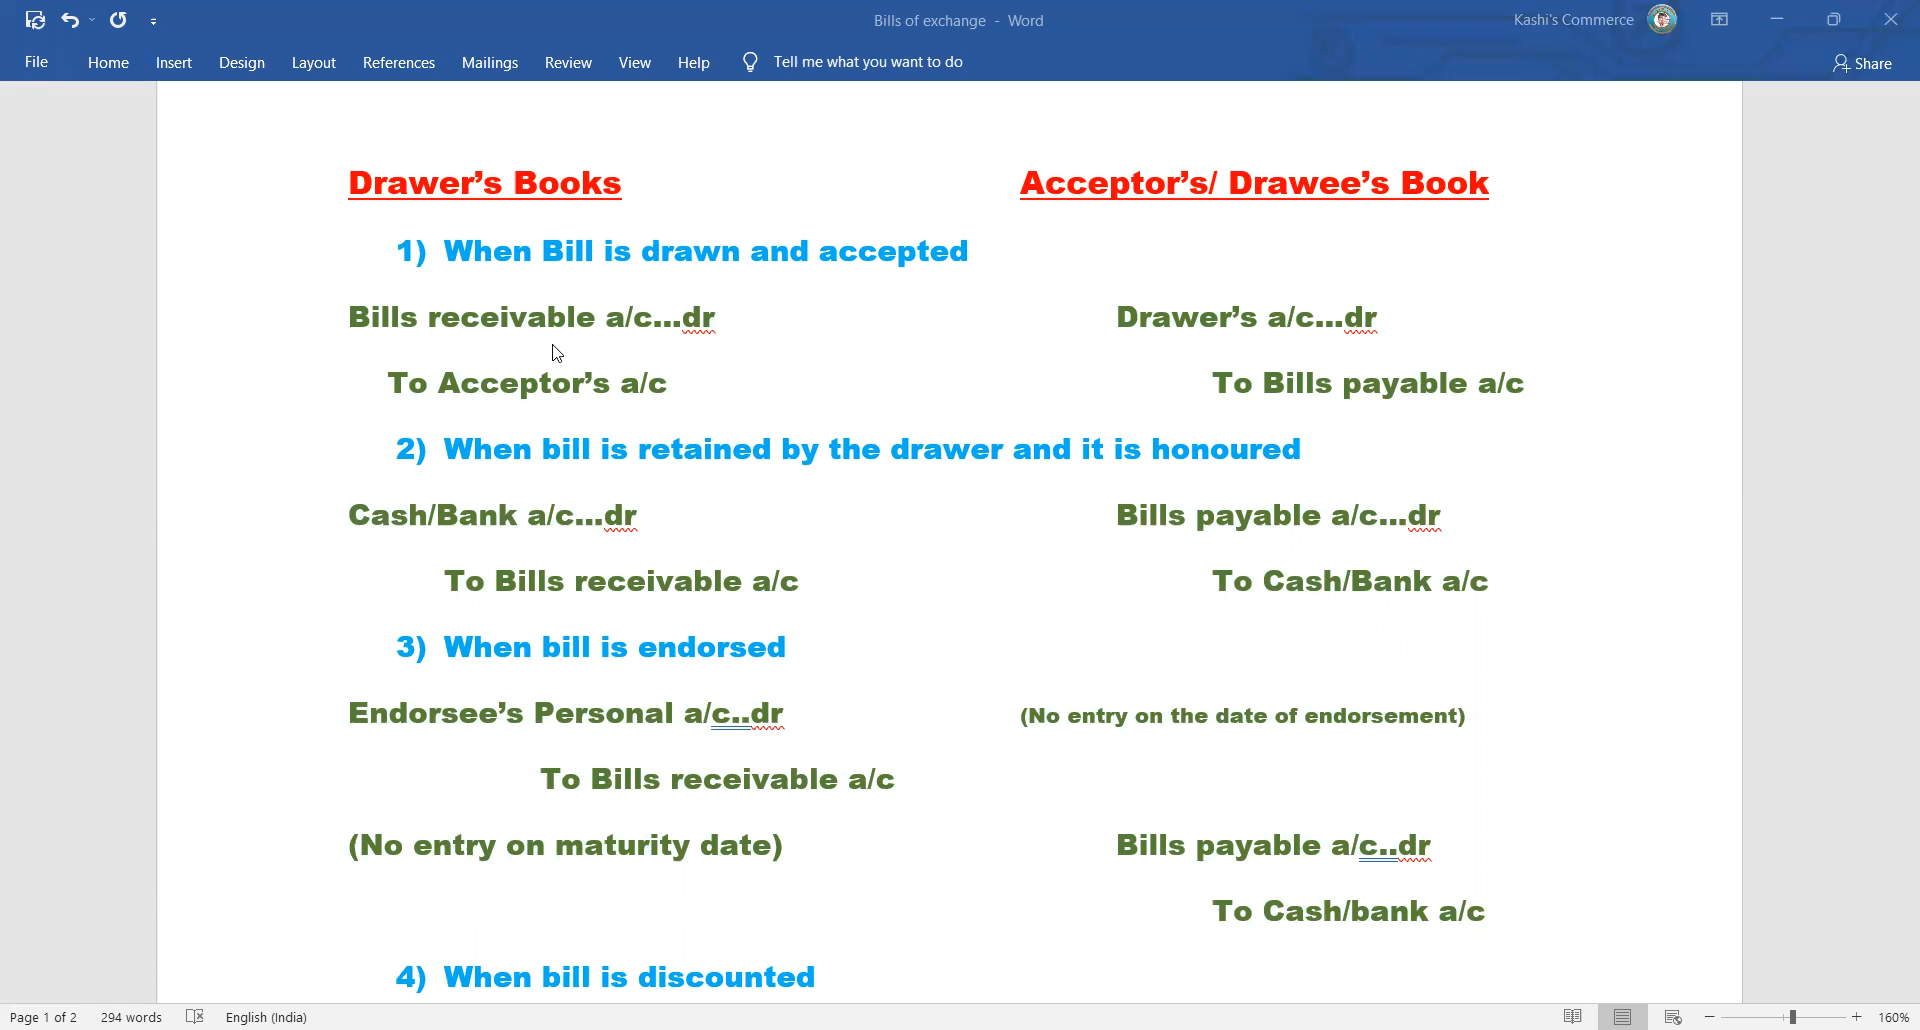 Bills of exchange - Word
Kashi's Commerce
File Home Insert Design Layout References Mailings Review View Help Tell me what you want to do Share
Drawer’s Books Acceptor’s/ Drawee’s Book
1) When Bill is drawn and accepted
Bills receivable a/c...dr Drawer’s a/c...dr
To Acceptor’s a/c To Bills payable a/c
2) When bill is retained by the drawer and it is honoured
Cash/Bank a/c...dr Bills payable a/c...dr
To Bills receivable a/c To Cash/Bank a/c
3) When bill is endorsed
Endorsee’s Personal a/c..dr (No entry on the date of endorsement)
To Bills receivable a/c
(No entry on maturity date) Bills payable a/c..dr
To Cash/bank a/c
4) When bill is discounted
Page 1 of 2 294 words English (India) 160%